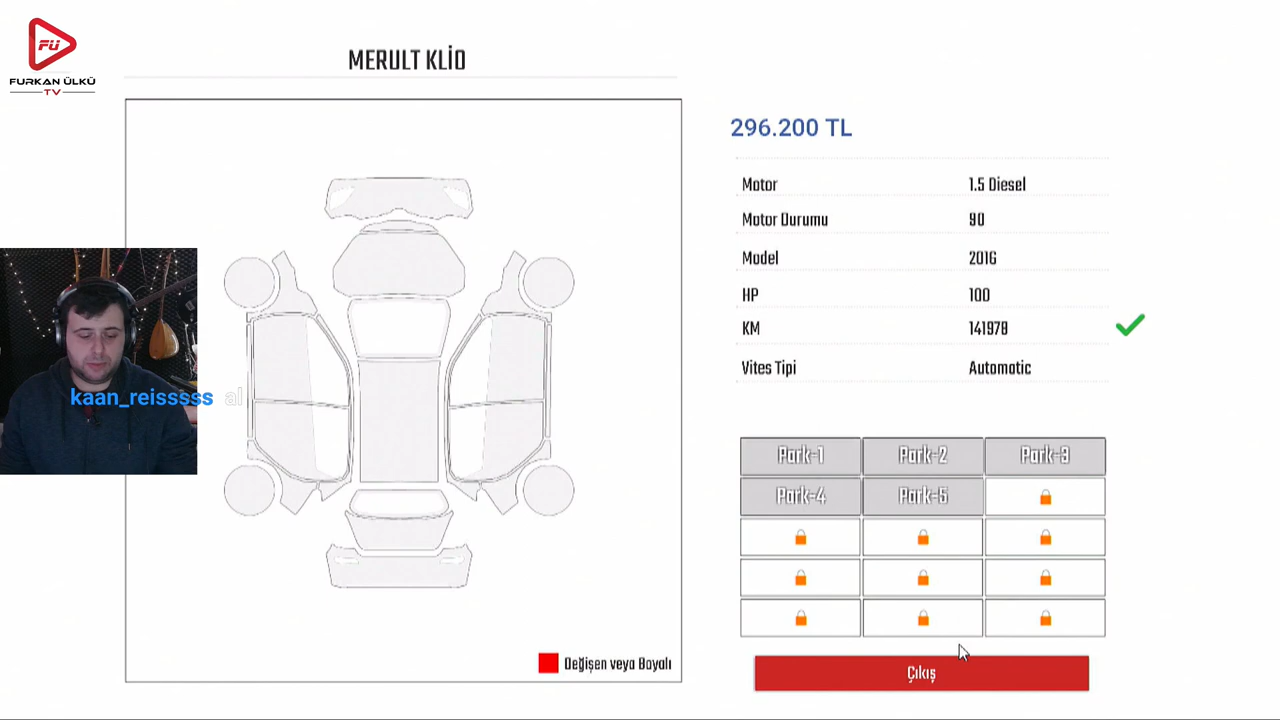 FU
FURKAN ÜLKÜ
TV
MERULT KLİO
296.200 TL
Motor 1.5 Diesel
Motor Durumu 90
Model 2016
HP 100
KM 141978
Vites Tipi Automatic
kaan_reisssss al
Park-1 Park-2 Park-3
Park-4 Park-5
Değişen veya Boyalı
Çıkış